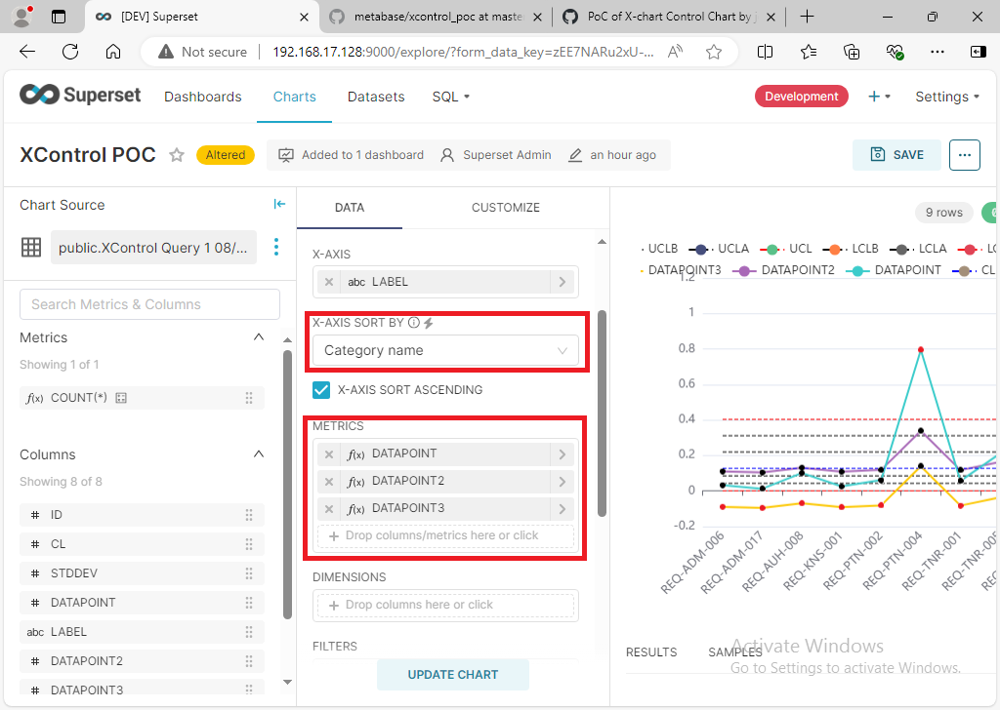 [DEV] Superset
metabase/xcontrol_poc at maste
PoC of X-chart Control Chart by j
Not secure
192.168.17.128:9000/explore/?form_data_key=zEE7NARu2xU-...
Superset
Dashboards
Charts
Datasets
SQL
Development
Settings
XControl POC
Altered
Added to 1 dashboard
Superset Admin
an hour ago
SAVE
Chart Source
public.XControl Query 1 08/...
Search Metrics & Columns
Metrics
Showing 1 of 1
f(x) COUNT(*)
Columns
Showing 8 of 8
# ID
# CL
# STDDEV
# DATAPOINT
abc LABEL
# DATAPOINT2
# DATAPOINT3
DATA
CUSTOMIZE
X-AXIS
abc LABEL
X-AXIS SORT BY
Category name
X-AXIS SORT ASCENDING
METRICS
f(x) DATAPOINT
f(x) DATAPOINT2
f(x) DATAPOINT3
+ Drop columns/metrics here or click
DIMENSIONS
+ Drop columns here or click
FILTERS
UPDATE CHART
9 rows
UCLB
UCLA
UCL
LCLB
LCLA
DATAPOINT3
DATAPOINT2
DATAPOINT
CL
1.2
1
0.8
0.6
0.4
0.2
0
-0.2
REQ-ADM-006
REQ-ADM-017
REQ-AUH-008
REQ-KNS-001
REQ-PTN-002
REQ-PTN-004
REQ-TNR-001
REQ-TNR-005
RESULTS
SAMPLES
Activate Windows
Go to Settings to activate Windows.